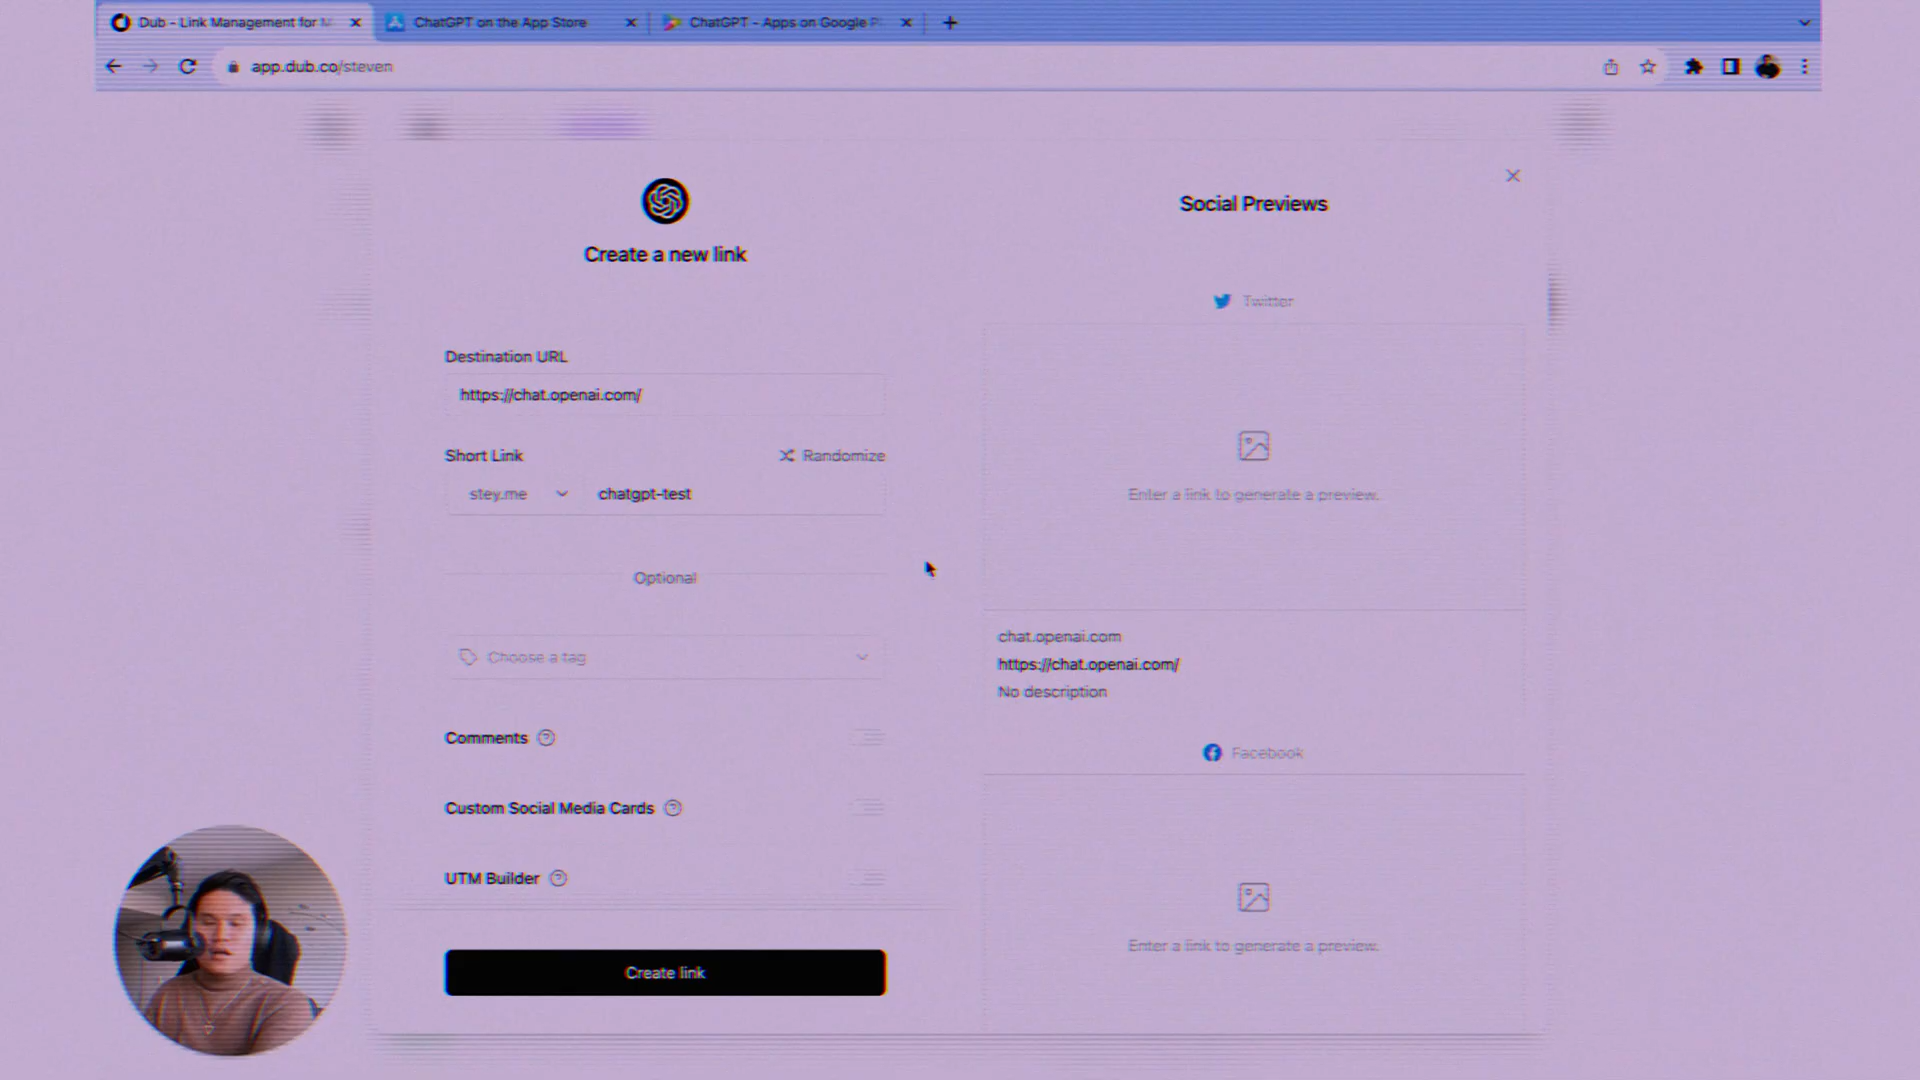 Dub - Link Management for M
ChatGPT on the App Store
ChatGPT - Apps on Google P
app.dub.co/steven
Create a new link
Destination URL
https://chat.openai.com/
Short Link
Randomize
stey.me
chatgpt-test
Optional
Choose a tag
Comments
Custom Social Media Cards
UTM Builder
Create link
Social Previews
Twitter
Enter a link to generate a preview.
chat.openai.com
https://chat.openai.com/
No description
Facebook
Enter a link to generate a preview.